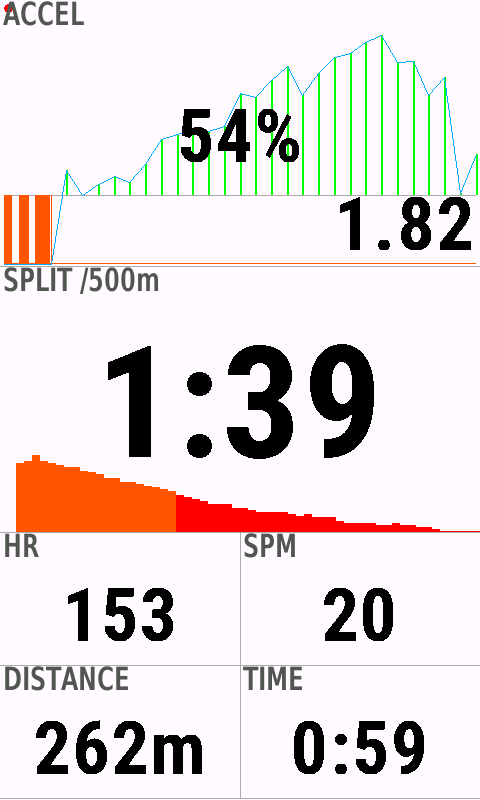 ACCEL
54%
1.82
SPLIT /500m
1:39
HR
SPM
153
20
DISTANCE
TIME
262m
0:59